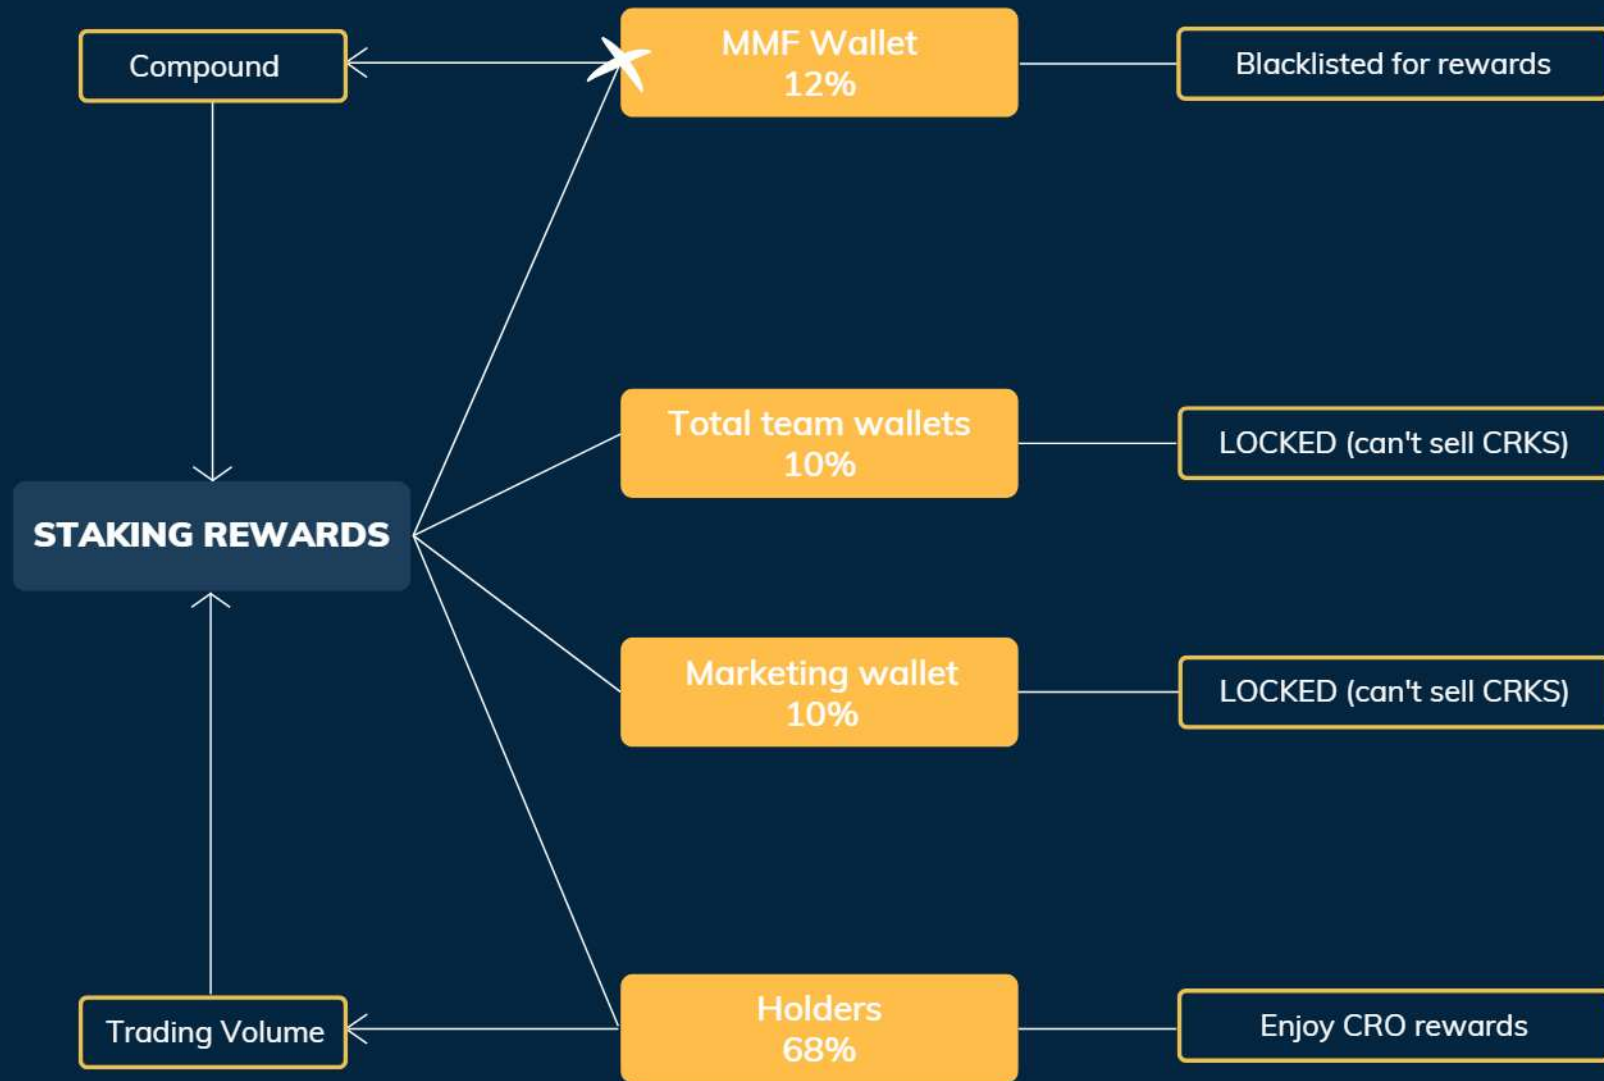 Compound
MMF Wallet
12%
Blacklisted for rewards
Total team wallets
10%
LOCKED (can't sell CRKS)
STAKING REWARDS
Marketing wallet
10%
LOCKED (can't sell CRKS)
Trading Volume
Holders
68%
Enjoy CRO rewards